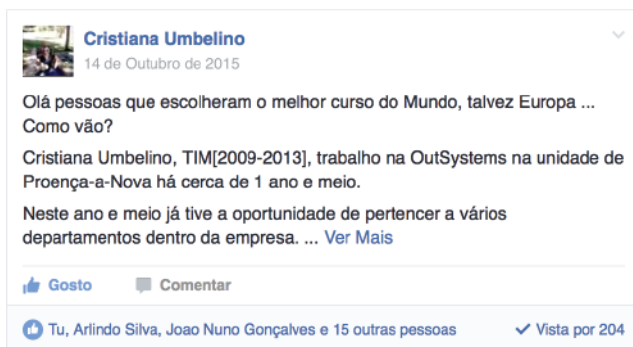 Cristiana Umbelino
14 de Outubro de 2015
Olá pessoas que escolheram o melhor curso do Mundo, talvez Europa ...
Como vão?
Cristiana Umbelino, TIM[2009-2013], trabalho na OutSystems na unidade de
Proença-a-Nova há cerca de 1 ano e meio.
Neste ano e meio já tive a oportunidade de pertencer a vários
departamentos dentro da empresa. ... Ver Mais
Gosto Comentar
Tu, Arlindo Silva, Joao Nuno Gonçalves e 15 outras pessoas Vista por 204